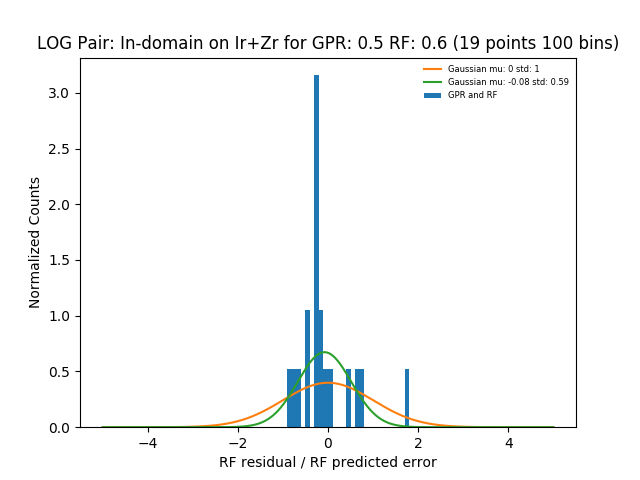 LOG Pair: In-domain on Ir+Zr for GPR: 0.5 RF: 0.6 (19 points 100 bins)
Gaussian mu: 0 std: 1
Gaussian mu: -0.08 std: 0.59
GPR and RF
Normalized Counts
3.0
2.5
2.0
1.5
1.0
0.5
0.0
−4 −2 0 2 4
RF residual / RF predicted error